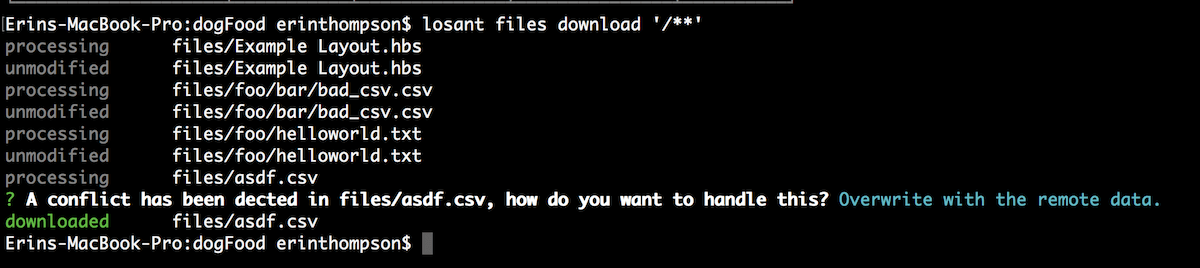 Erins-MacBook-Pro:dogFood erinthompson$ losant files download '/**'
processing files/Example Layout.hbs
unmodified files/Example Layout.hbs
processing files/foo/bar/bad_csv.csv
unmodified files/foo/bar/bad_csv.csv
processing files/foo/helloworld.txt
unmodified files/foo/helloworld.txt
processing files/asdf.csv
? A conflict has been dected in files/asdf.csv, how do you want to handle this? Overwrite with the remote data.
downloaded files/asdf.csv
Erins-MacBook-Pro:dogFood erinthompson$